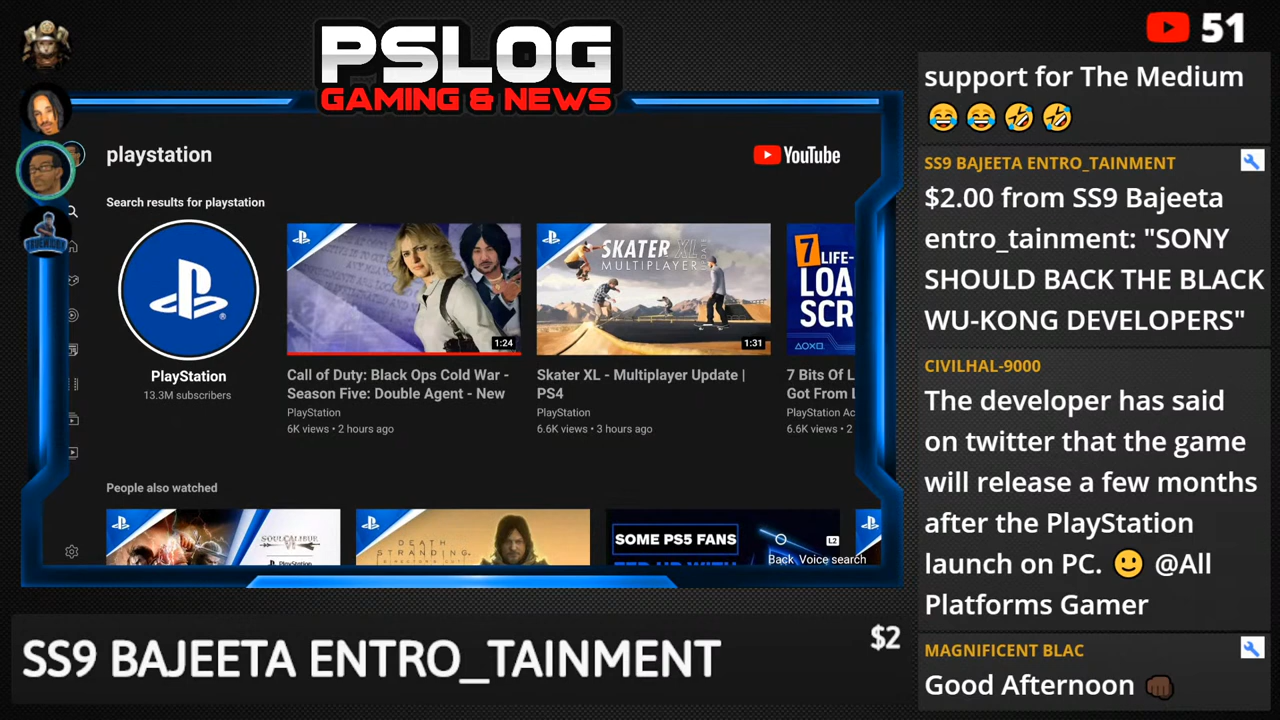 PSLOG
GAMING & NEWS
51
playstation
YouTube
Search results for playstation
PlayStation
13.3M subscribers
1:24
Call of Duty: Black Ops Cold War -
Season Five: Double Agent - New
PlayStation
6K views • 2 hours ago
SKATER XL
MULTIPLAYER
1:31
Skater XL - Multiplayer Update |
PS4
PlayStation
6.6K views • 3 hours ago
7 LIFE-
LOA
SCR
7 Bits Of L
Got From L
PlayStation Ac
6.6K views • 2
People also watched
SOULCALIBUR
VI
DEATH
STRANDING
SOME PS5 FANS
L2
Back Voice search
support for The Medium
😂 😂 🤣 🤣
SS9 BAJEETA ENTRO_TAINMENT
$2.00 from SS9 Bajeeta
entro_tainment: "SONY
SHOULD BACK THE BLACK
WU-KONG DEVELOPERS"
CIVILHAL-9000
The developer has said
on twitter that the game
will release a few months
after the PlayStation
launch on PC. 🙂 @All
Platforms Gamer
MAGNIFICENT BLAC
Good Afternoon 👊🏿
SS9 BAJEETA ENTRO_TAINMENT
$2